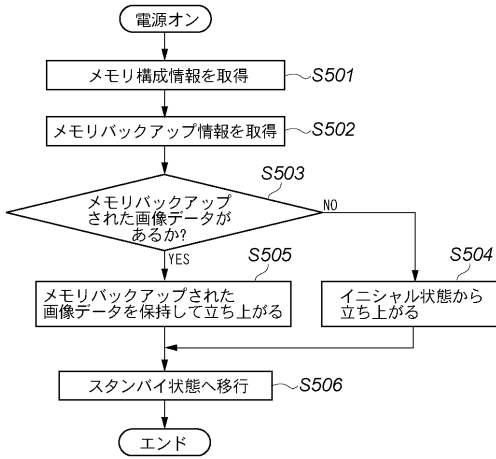 電源オン
メモリ構成情報を取得
S501
メモリバックアップ情報を取得
S502
S503
メモリバックアップ
された画像データが
あるか?
NO
YES
S505
メモリバックアップされた
画像データを保持して立ち上がる
S504
イニシャル状態から
立ち上がる
スタンバイ状態へ移行
S506
エンド